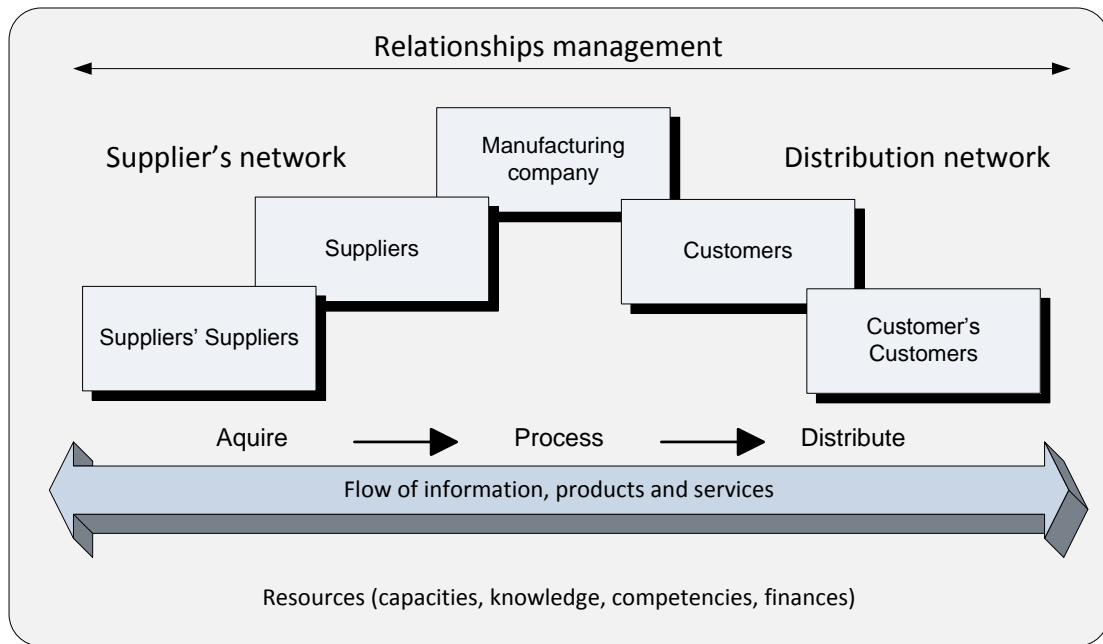 Relationships management
Supplier’s network
Distribution network
Manufacturing
company
Suppliers
Customers
Suppliers’ Suppliers
Customer’s
Customers
Aquire
Process
Distribute
Flow of information, products and services
Resources (capacities, knowledge, competencies, finances)